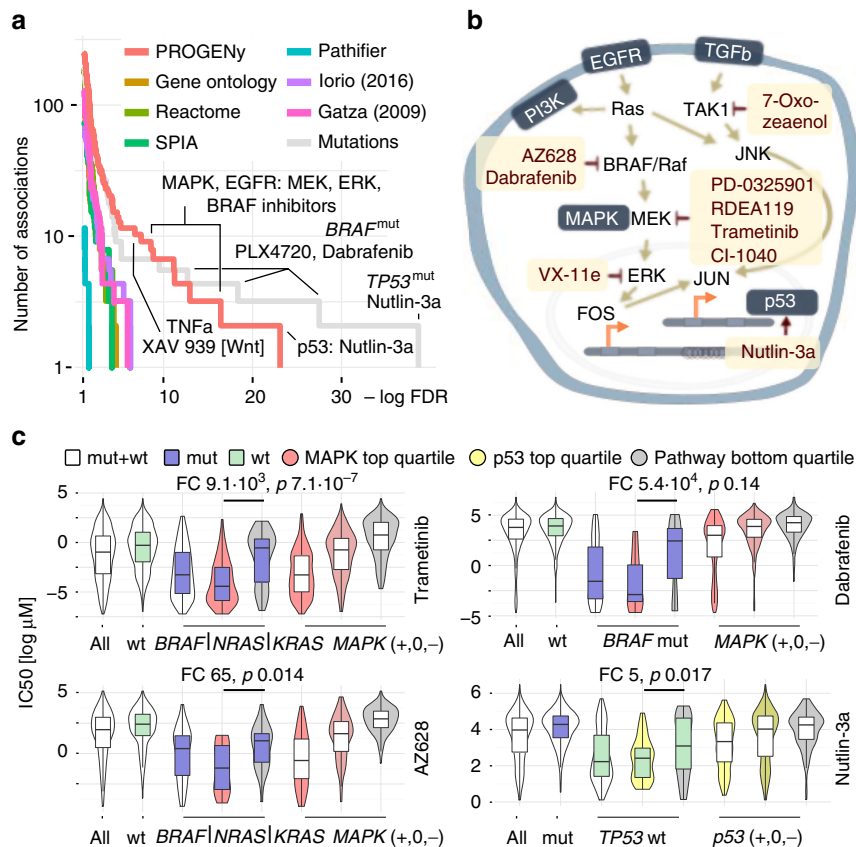 a
PROGENy
Gene ontology
Reactome
SPIA
Pathifier
Iorio (2016)
Gatza (2009)
Mutations
Number of associations
100
10
1
MAPK, EGFR: MEK, ERK,
BRAF inhibitors
BRAFmut
PLX4720, Dabrafenib
TP53mut
Nutlin-3a
TNFa
XAV 939 [Wnt]
p53: Nutlin-3a
1 10 20 30 – log FDR
b
EGFR
TGFb
PI3K
Ras
TAK1
7-Oxo-
zeaenol
AZ628
Dabrafenib
BRAF/Raf
JNK
PD-0325901
RDEA119
Trametinib
CI-1040
MAPK
MEK
VX-11e
ERK
JUN
FOS
p53
Nutlin-3a
c
mut+wt mut wt MAPK top quartile p53 top quartile Pathway bottom quartile
IC50 [log μM]
FC 9.1·10³, p 7.1·10⁻⁷
5
0
−5
Trametinib
All wt BRAF|NRAS|KRAS MAPK (+,0,−)
FC 5.4·10⁴, p 0.14
5
0
−5
Dabrafenib
All wt BRAF mut MAPK (+,0,−)
FC 65, p 0.014
5
0
AZ628
All wt BRAF|NRAS|KRAS MAPK (+,0,−)
FC 5, p 0.017
6
4
2
0
Nutlin-3a
All mut TP53 wt p53 (+,0,−)